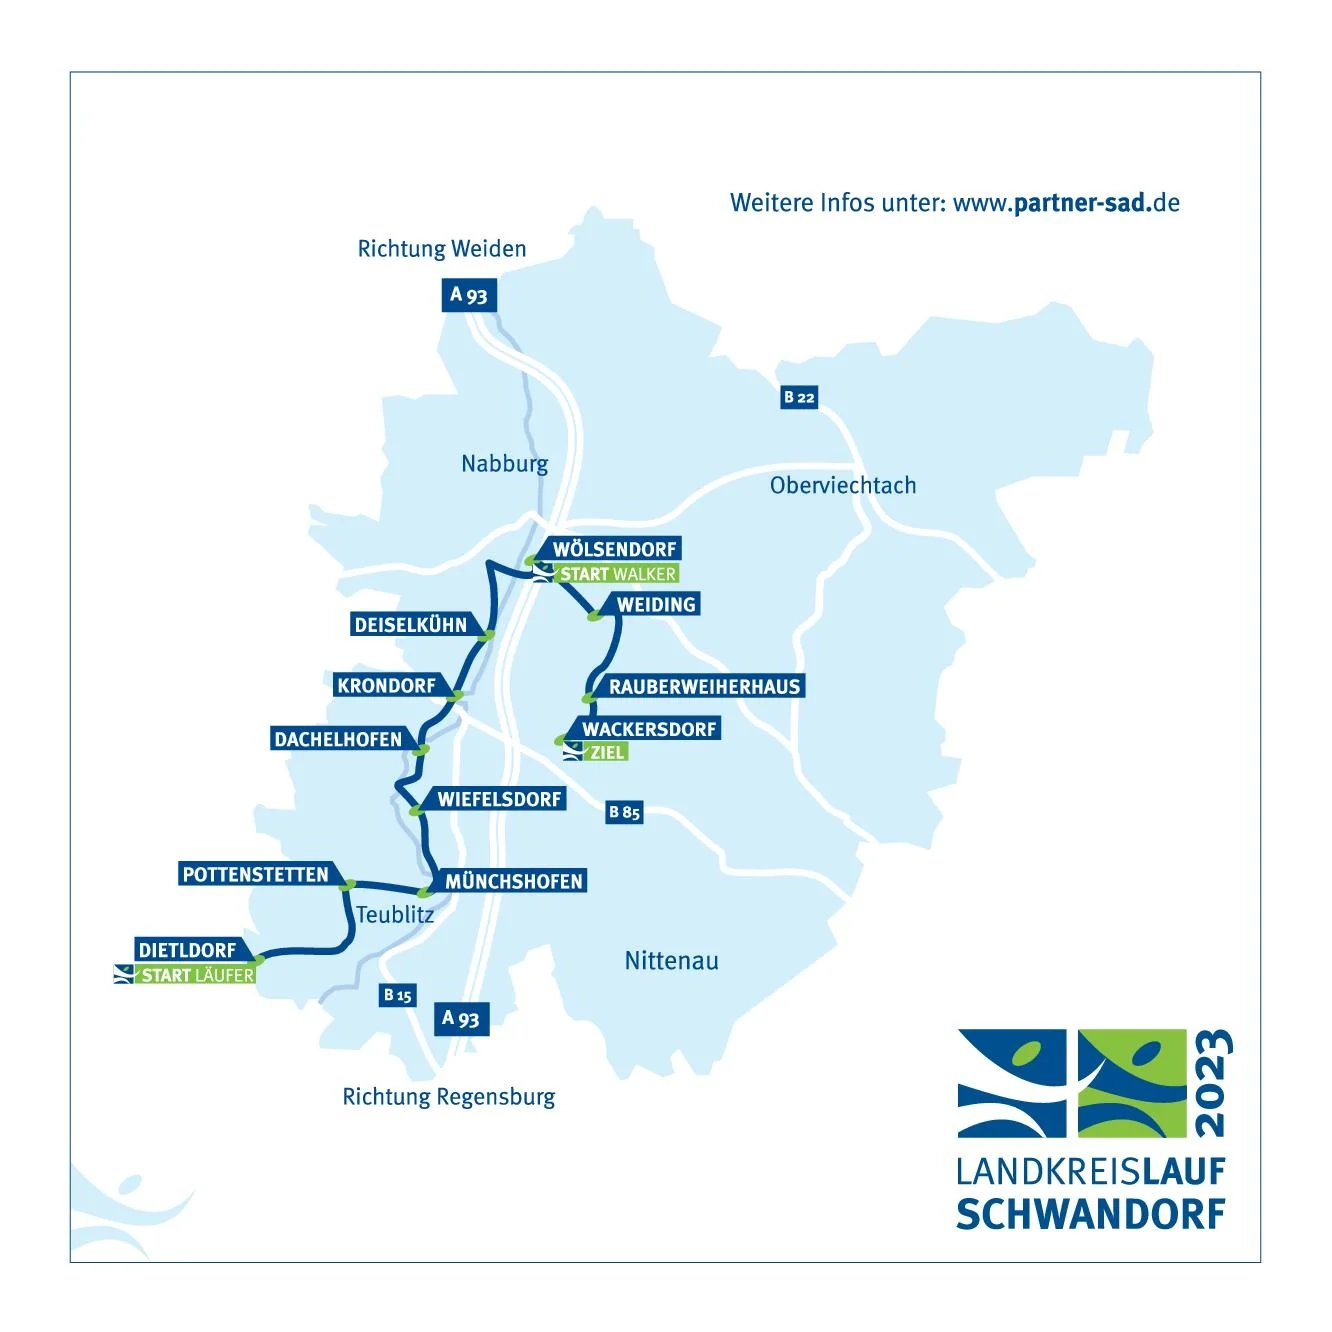 Weitere Infos unter: www.partner-sad.de
Richtung Weiden
A 93
B 22
Nabburg
Oberviechtach
WÖLSENDORF
START WALKER
WEIDING
DEISELKÜHN
KRONDORF
RAUBERWEIHERHAUS
WACKERSDORF
ZIEL
DACHELHOFEN
WIEFELSDORF
B 85
POTTENSTETTEN
MÜNCHSHOFEN
Teublitz
DIETLDORF
START LÄUFER
Nittenau
B 15
A 93
Richtung Regensburg
2023
LANDKREISLAUF
SCHWANDORF